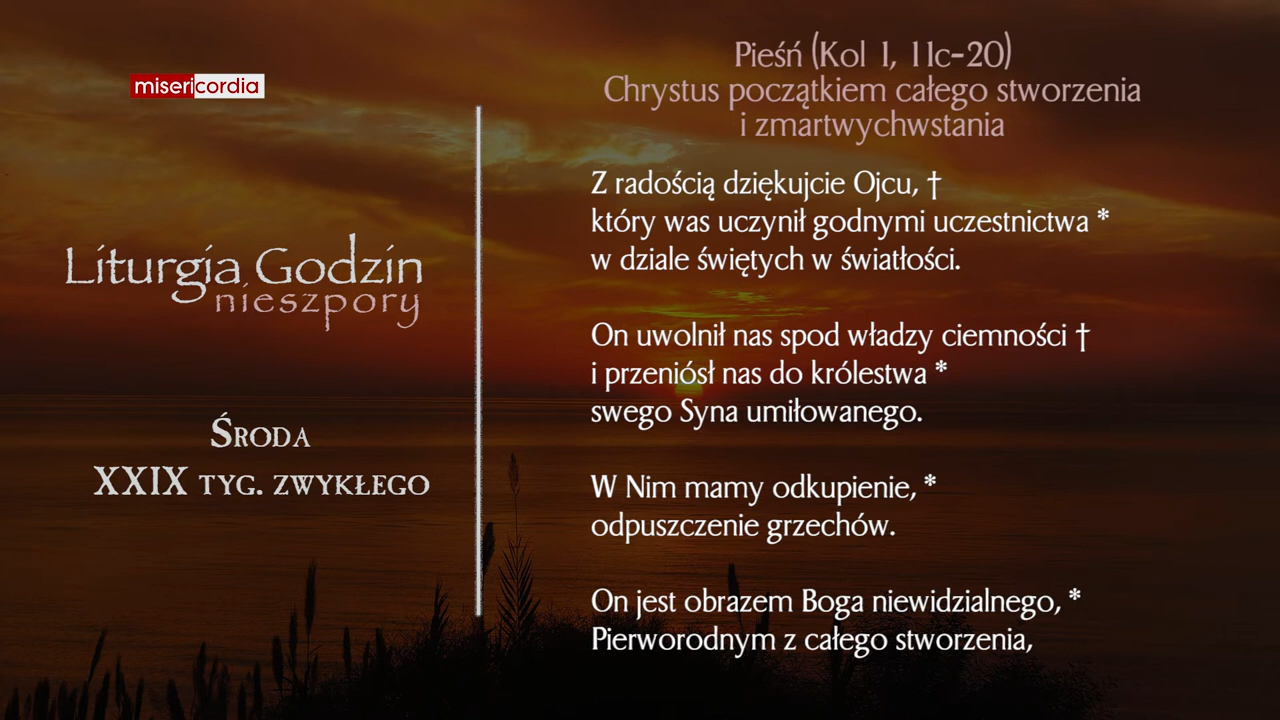 misericordia
Liturgia Godzin
nieszpory
Środa
XXIX tyg. zwykłego
Pieśń (Kol 1, 11c-20)
Chrystus początkiem całego stworzenia
i zmartwychwstania
Z radością dziękujcie Ojcu, †
który was uczynił godnymi uczestnictwa *
w dziale świętych w światłości.
On uwolnił nas spod władzy ciemności †
i przeniósł nas do królestwa *
swego Syna umiłowanego.
W Nim mamy odkupienie, *
odpuszczenie grzechów.
On jest obrazem Boga niewidzialnego, *
Pierworodnym z całego stworzenia,